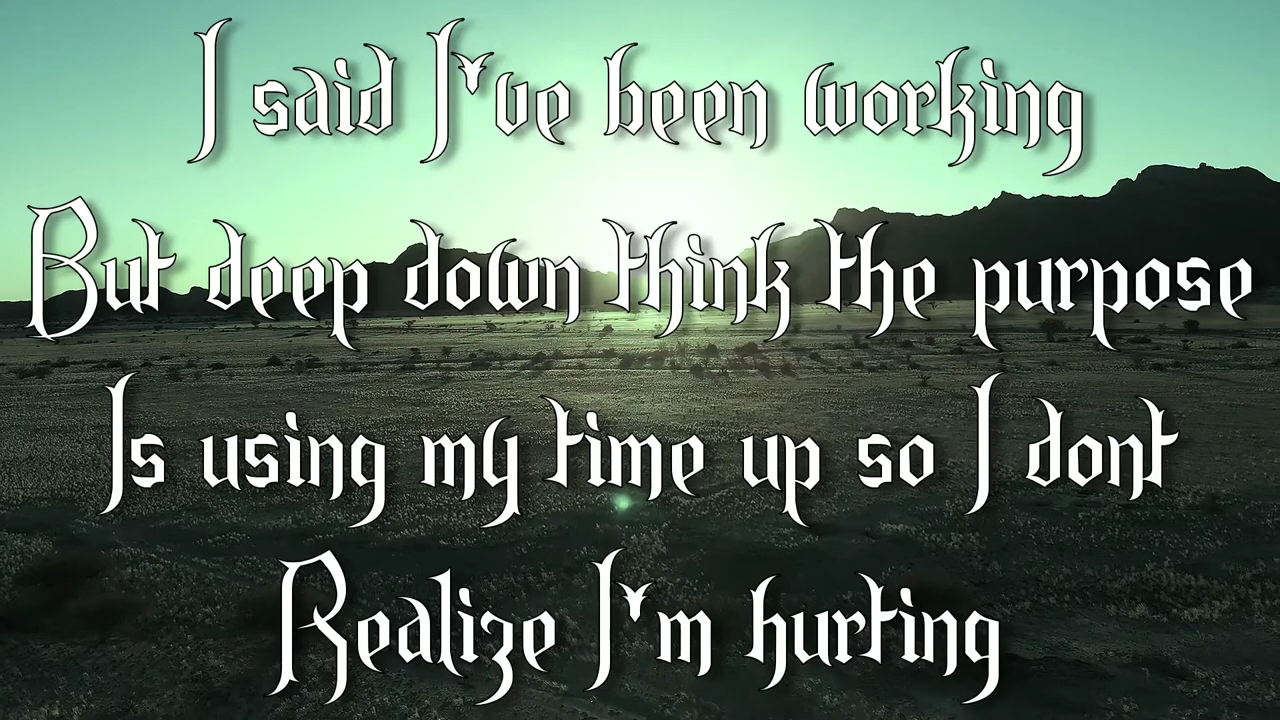 I said I've been working
But deep down think the purpose
Is using my time up so I dont
Realize I'm hurting